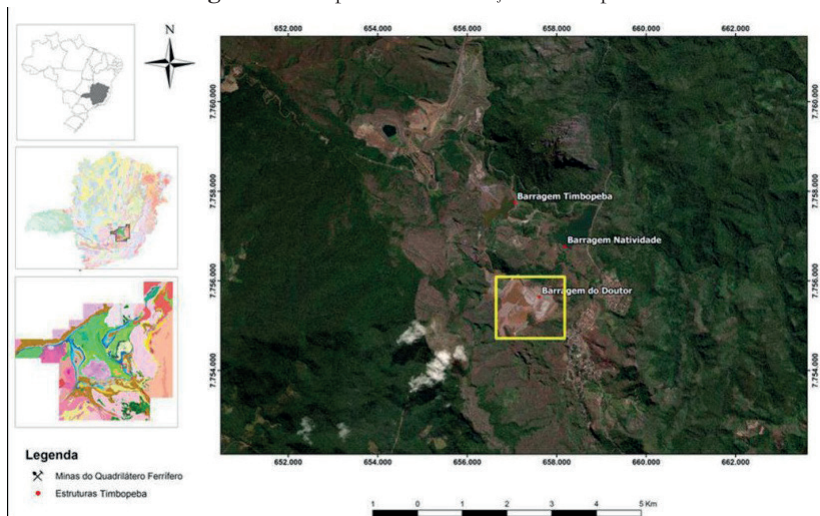 652.000 654.000 656.000 658.000 660.000 662.000
7.760.000 7.760.000
7.758.000 7.758.000
7.756.000 7.756.000
7.754.000 7.754.000
Barragem Timbopeba
Barragem Natividade
Barragem do Doutor
652.000 654.000 656.000 658.000 660.000 662.000
Legenda
Minas do Quadrilátero Ferrífero
Estruturas Timbopeba
1 0 1 2 3 4 5 Km